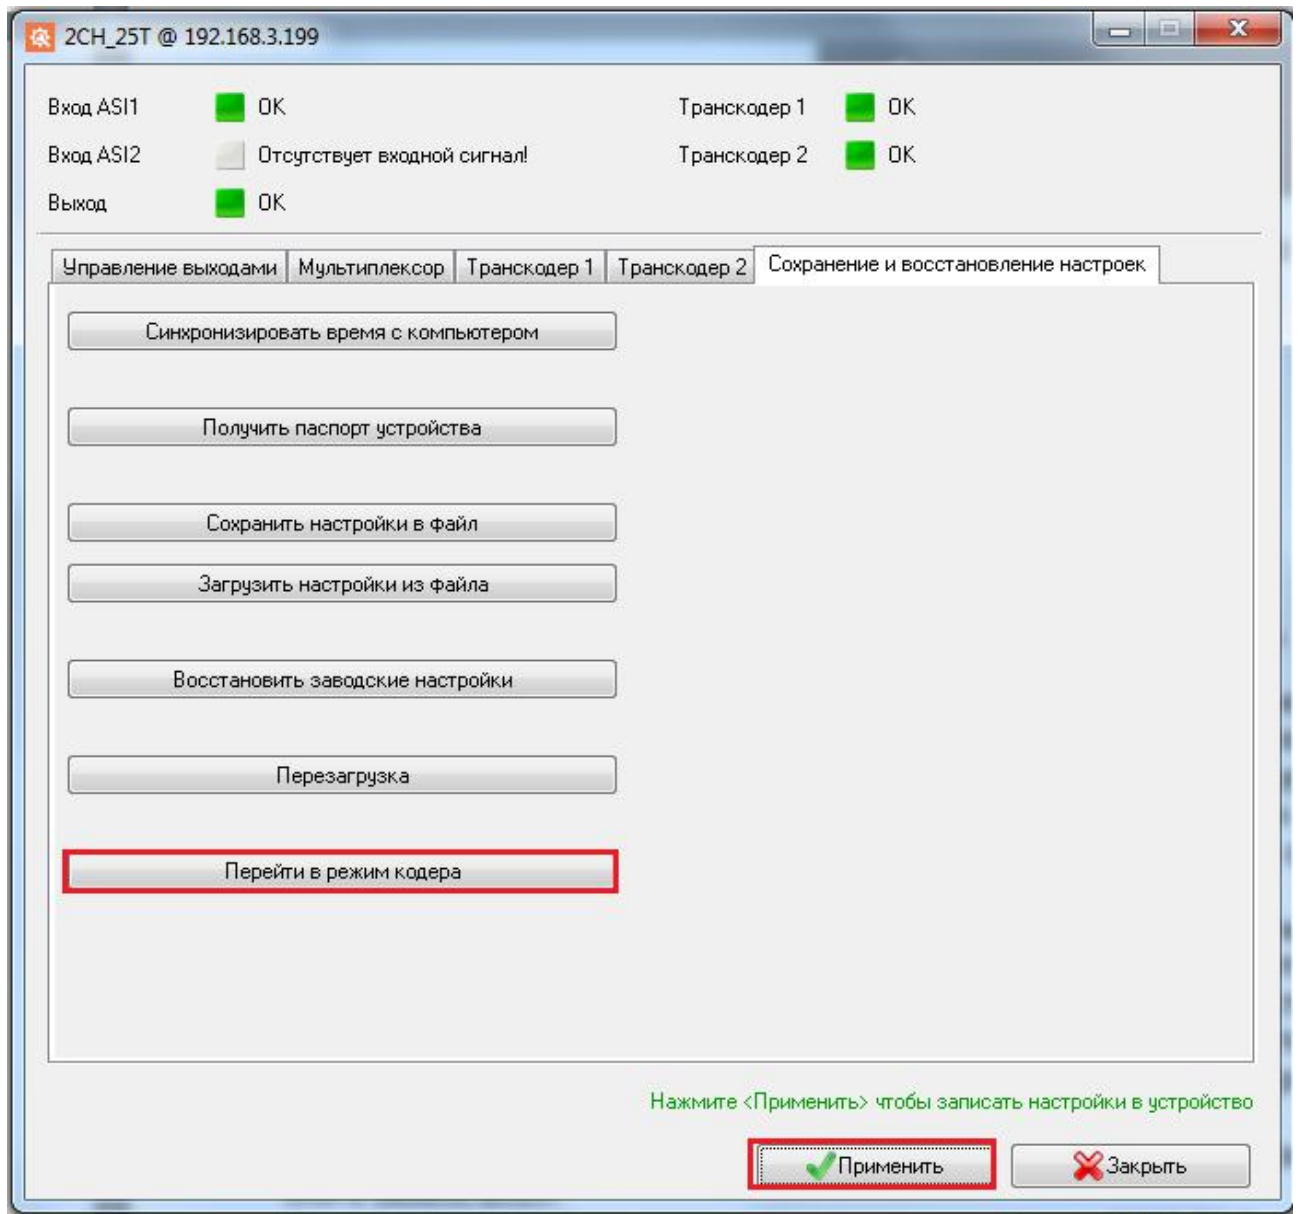 2CH_25T @ 192.168.3.199
Вход ASI1 OK Транскодер 1 OK
Вход ASI2 Отсутствует входной сигнал! Транскодер 2 OK
Выход OK
Управление выходами Мультиплексор Транскодер 1 Транскодер 2 Сохранение и восстановление настроек
Синхронизировать время с компьютером
Получить паспорт устройства
Сохранить настройки в файл
Загрузить настройки из файла
Восстановить заводские настройки
Перезагрузка
Перейти в режим кодера
Нажмите <Применить> чтобы записать настройки в устройство
Применить Закрыть